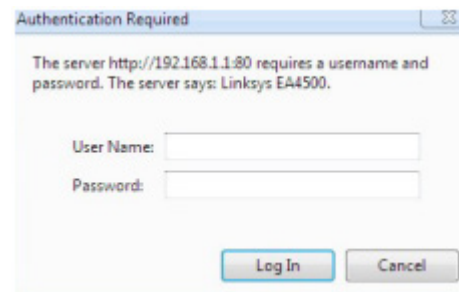 Authentication Required
The server http://192.168.1.1:80 requires a username and
password. The server says: Linksys EA4500.
User Name:
Password:
Log In
Cancel